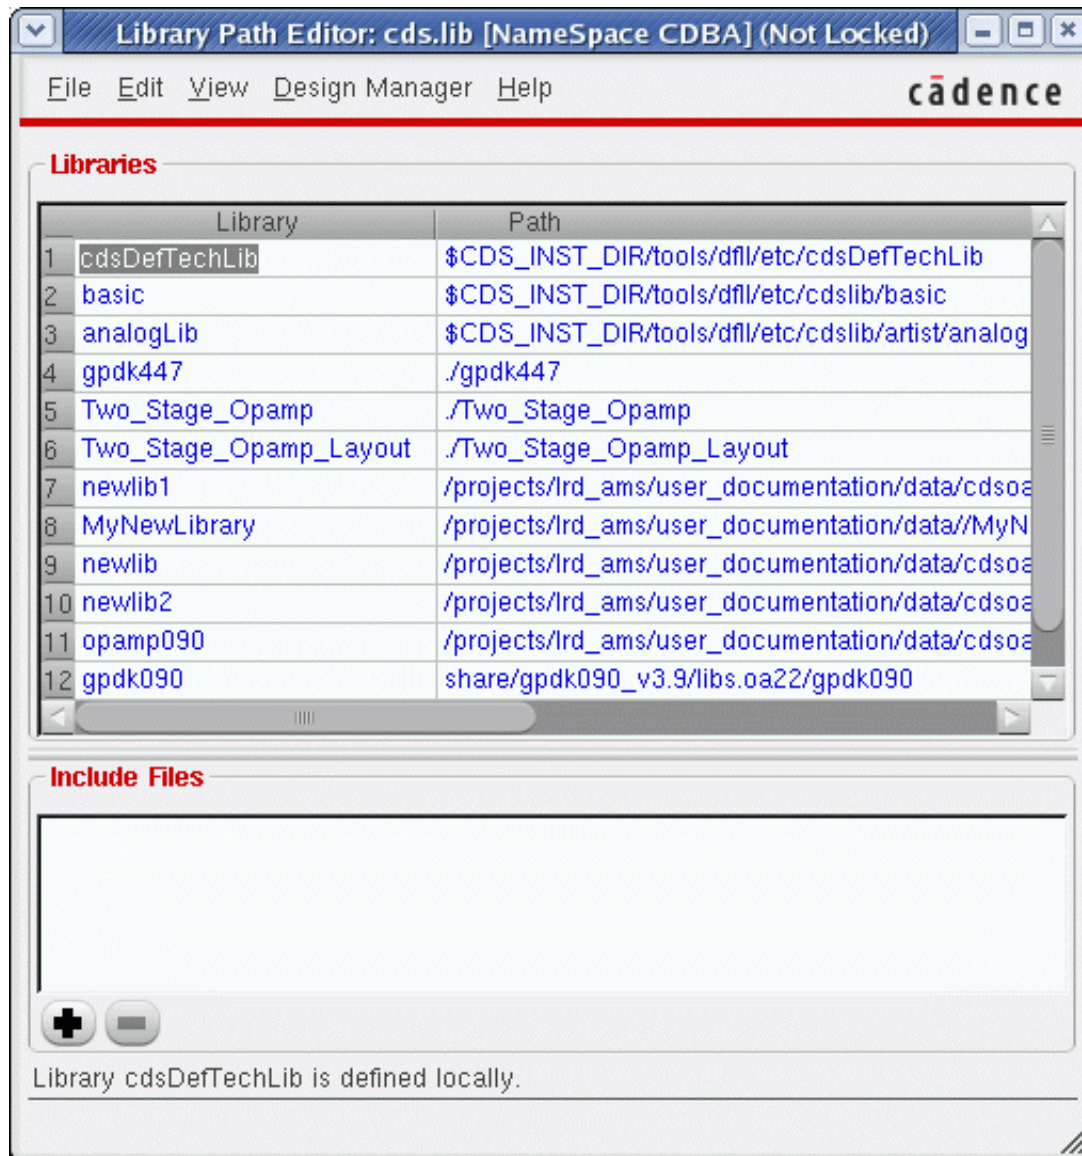 Library Path Editor: cds.lib [NameSpace CDBA] (Not Locked)
File Edit View Design Manager Help cādence
Libraries
Library Path
1 cdsDefTechLib $CDS_INST_DIR/tools/dfII/etc/cdsDefTechLib
2 basic $CDS_INST_DIR/tools/dfII/etc/cdslib/basic
3 analogLib $CDS_INST_DIR/tools/dfII/etc/cdslib/artist/analog
4 gpdk447 ./gpdk447
5 Two_Stage_Opamp ./Two_Stage_Opamp
6 Two_Stage_Opamp_Layout ./Two_Stage_Opamp_Layout
7 newlib1 /projects/lrd_ams/user_documentation/data/cdsoa
8 MyNewLibrary /projects/lrd_ams/user_documentation/data//MyN
9 newlib /projects/lrd_ams/user_documentation/data/cdsoa
10 newlib2 /projects/lrd_ams/user_documentation/data/cdsoa
11 opamp090 /projects/lrd_ams/user_documentation/data/cdsoa
12 gpdk090 share/gpdk090_v3.9/libs.oa22/gpdk090
Include Files
Library cdsDefTechLib is defined locally.